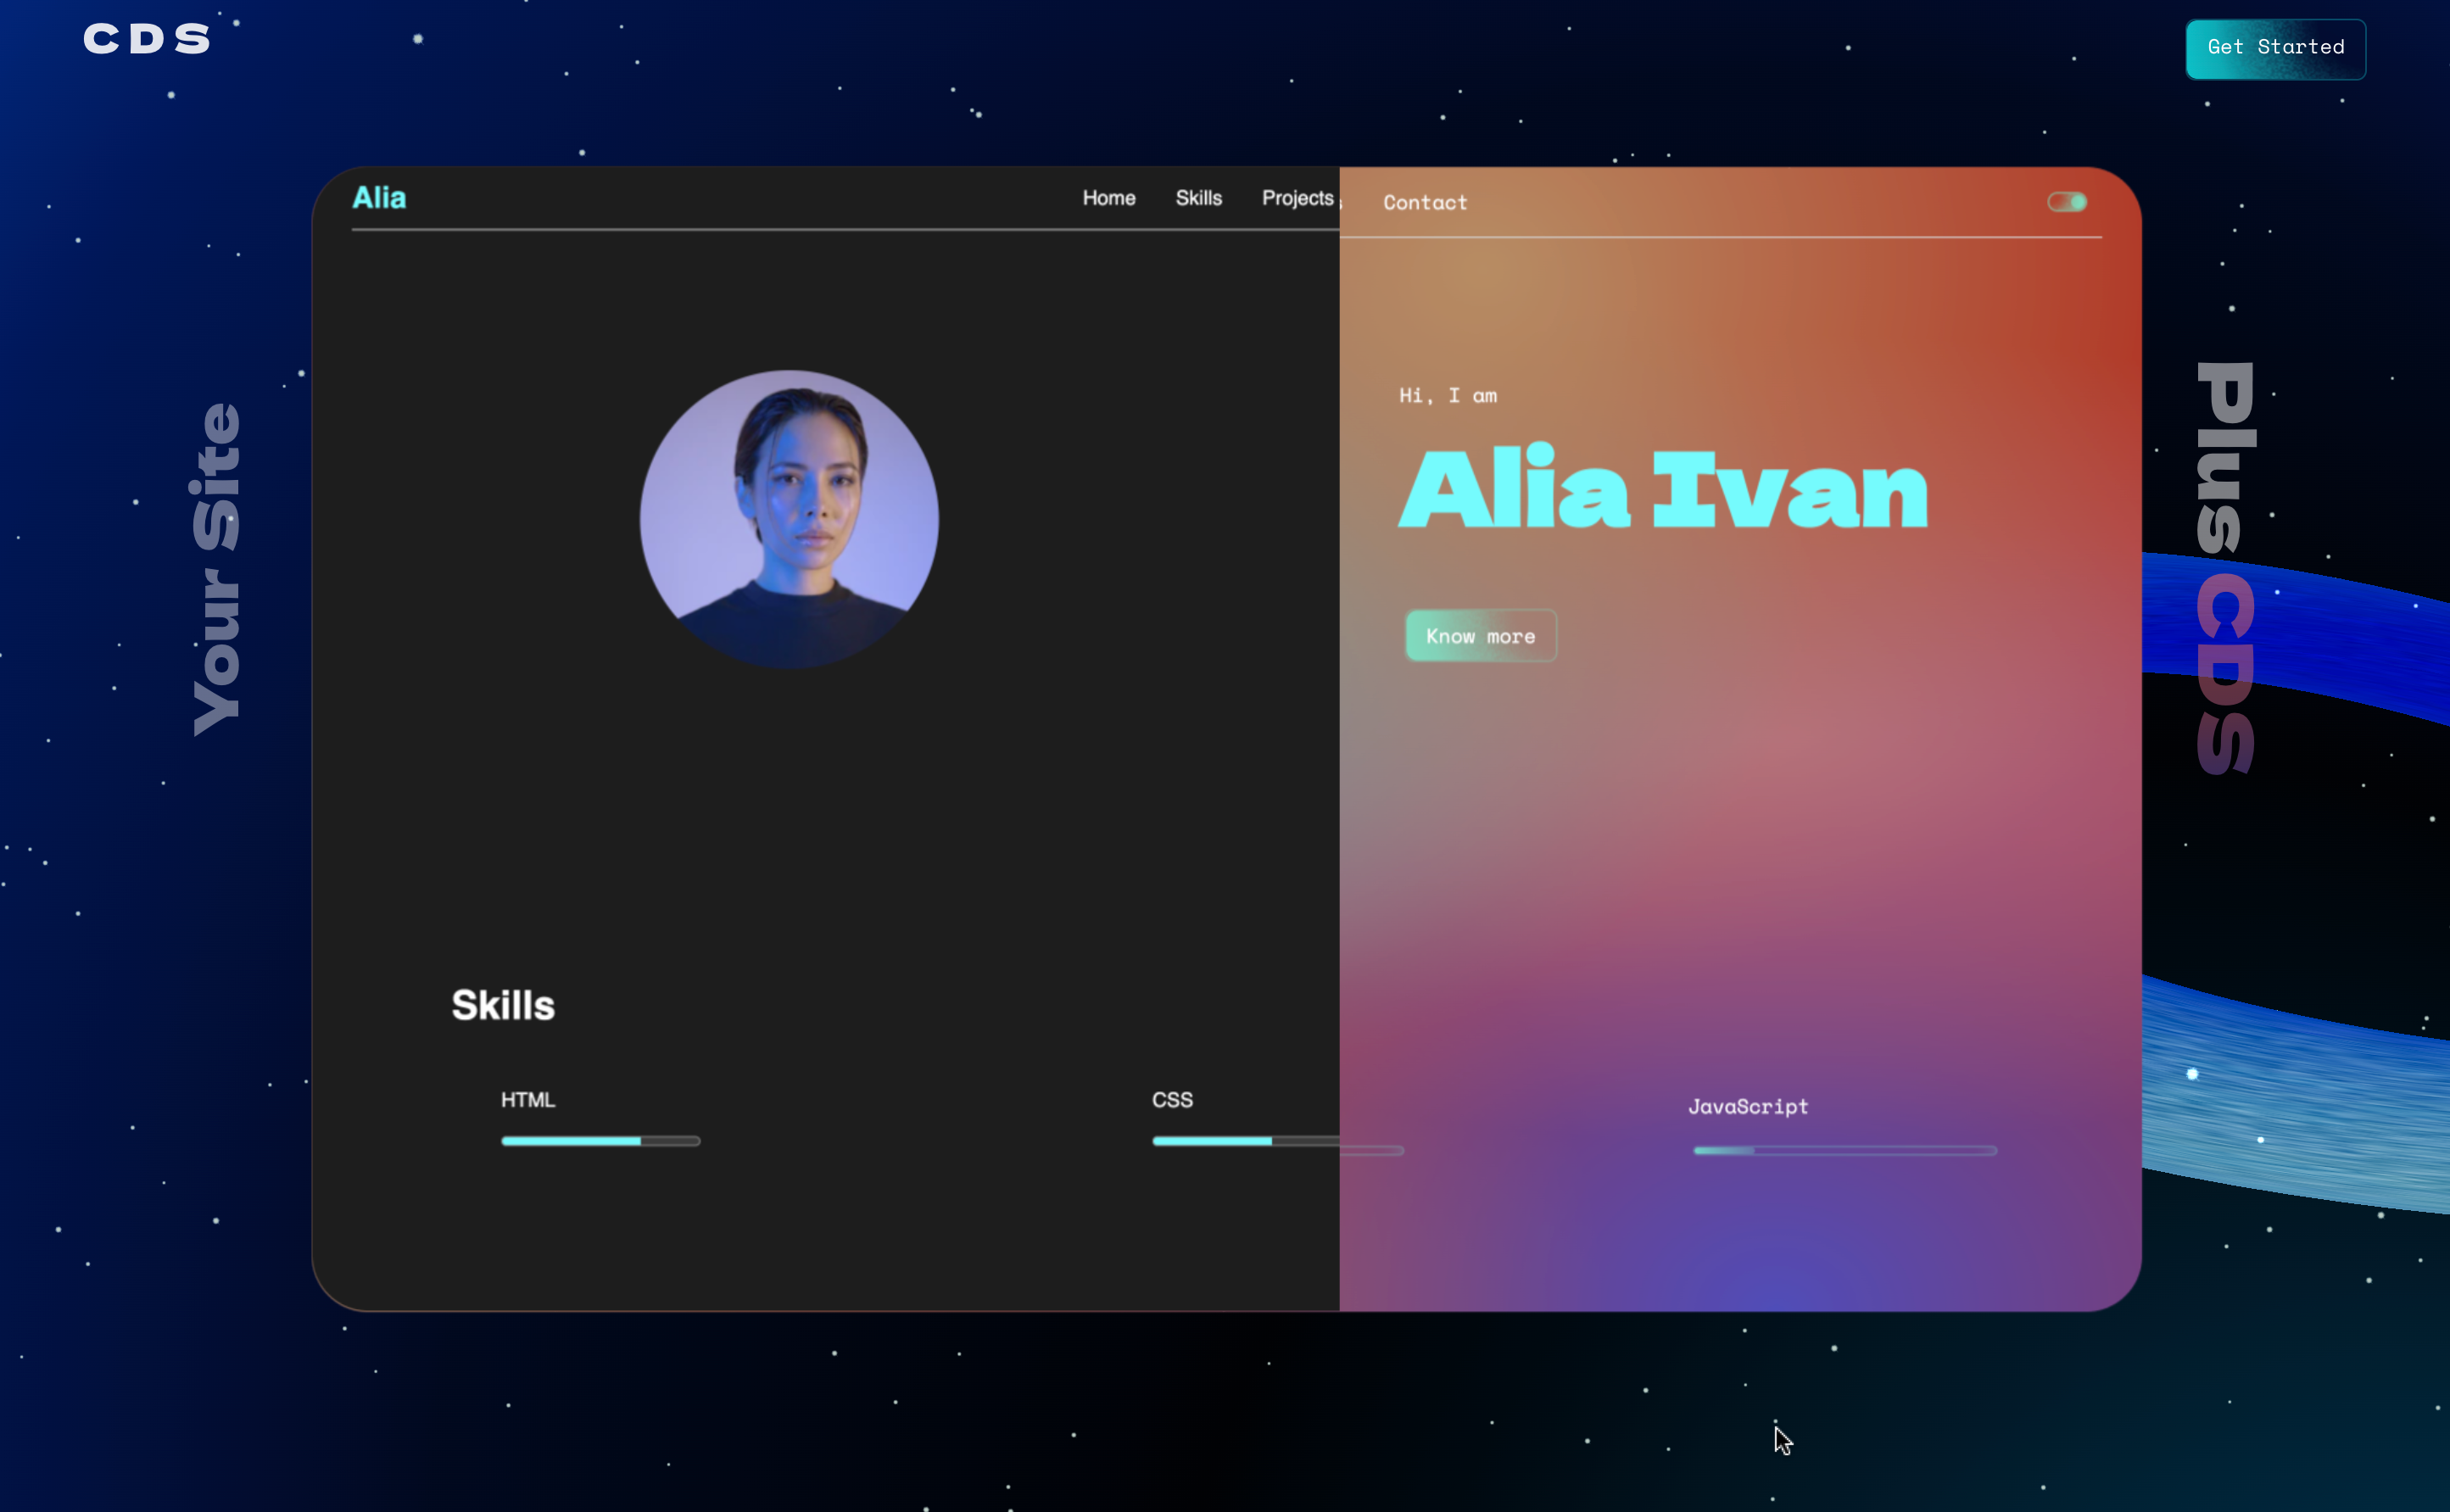 CDS
Get Started
Alia
Home Skills Projects
Contact
Your Site
Hi, I am
Alia Ivan
Know more
Plus CDS
Skills
HTML
CSS
JavaScript